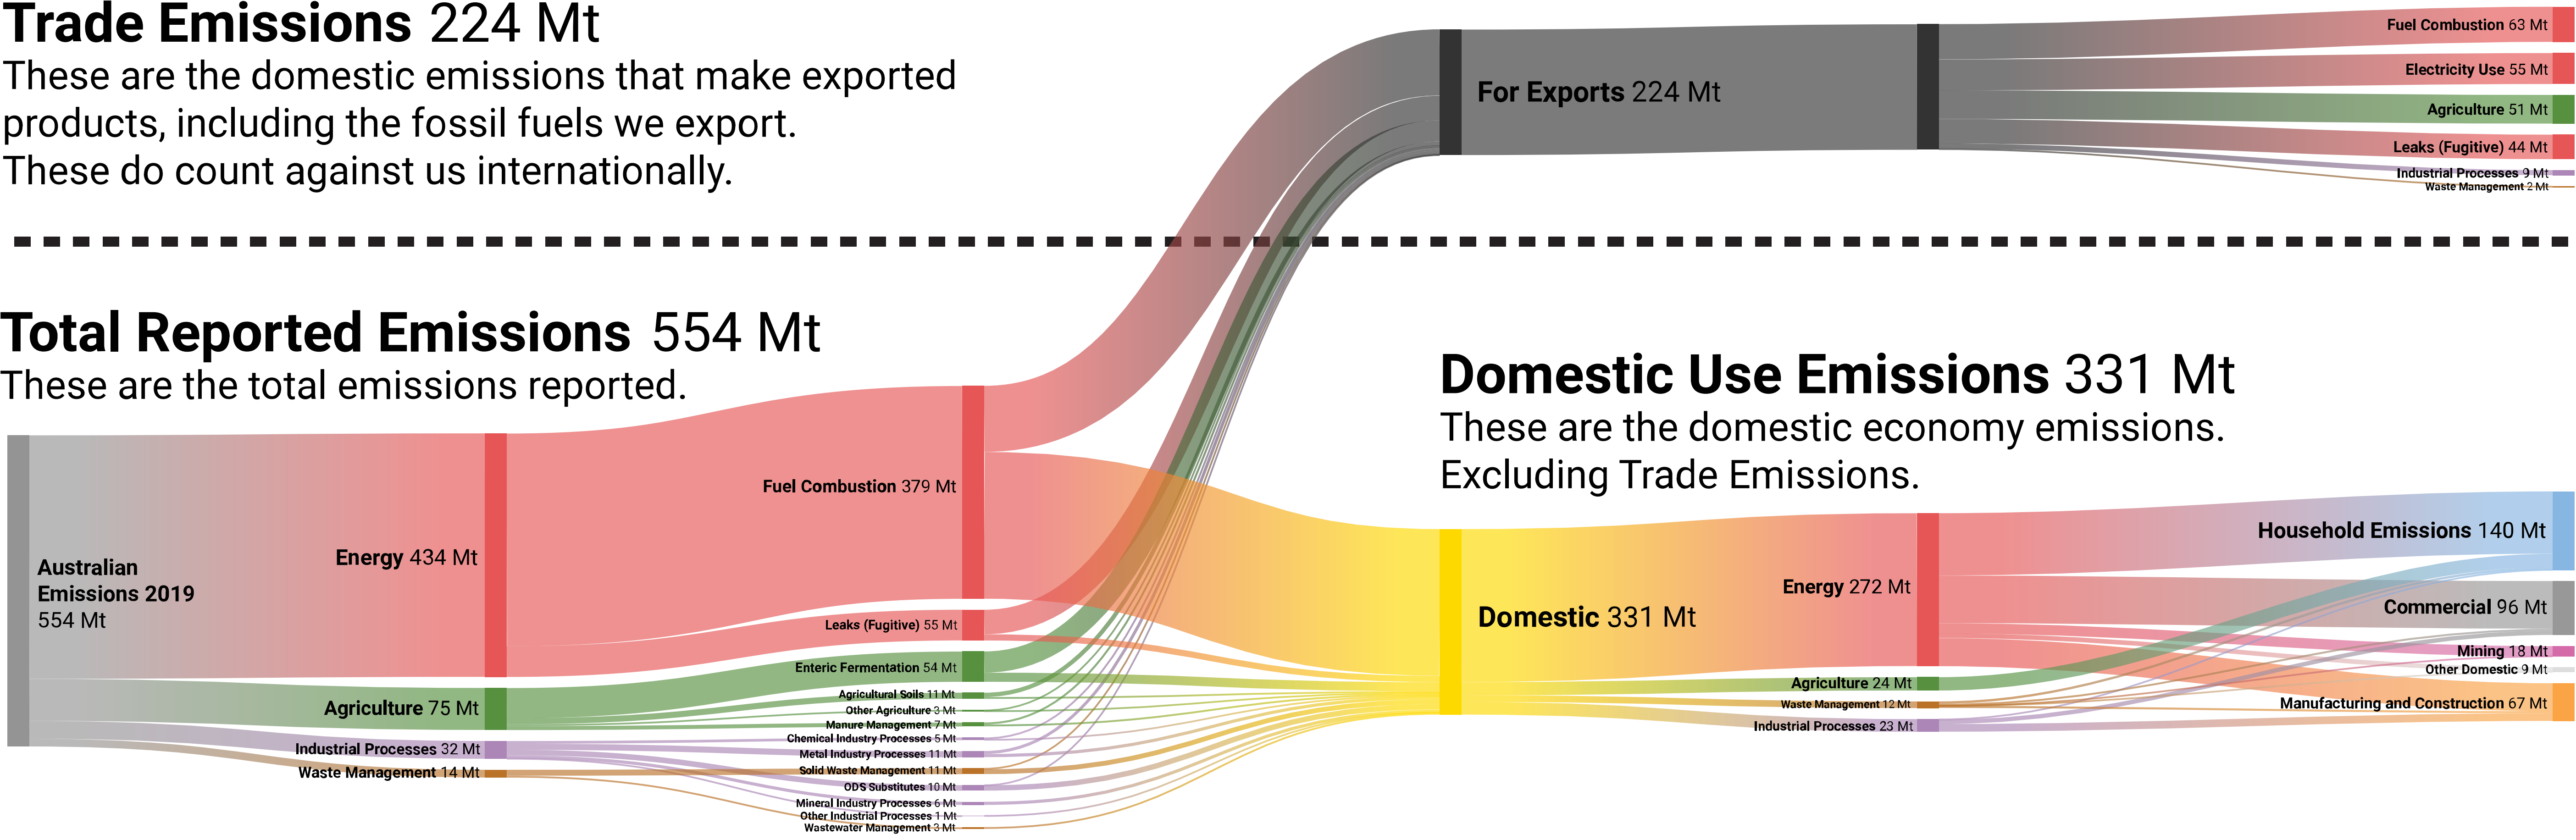 Trade Emissions 224 Mt
These are the domestic emissions that make exported
products, including the fossil fuels we export.
These do count against us internationally.
For Exports 224 Mt
Fuel Combustion 63 Mt
Electricity Use 55 Mt
Agriculture 51 Mt
Leaks (Fugitive) 44 Mt
Industrial Processes 9 Mt
Waste Management 2 Mt
Total Reported Emissions 554 Mt
These are the total emissions reported.
Australian
Emissions 2019
554 Mt
Energy 434 Mt
Agriculture 75 Mt
Industrial Processes 32 Mt
Waste Management 14 Mt
Fuel Combustion 379 Mt
Leaks (Fugitive) 55 Mt
Enteric Fermentation 54 Mt
Agricultural Soils 11 Mt
Other Agriculture 3 Mt
Manure Management 7 Mt
Chemical Industry Processes 5 Mt
Metal Industry Processes 11 Mt
Solid Waste Management 11 Mt
ODS Substitutes 10 Mt
Mineral Industry Processes 6 Mt
Other Industrial Processes 1 Mt
Wastewater Management 3 Mt
Domestic Use Emissions 331 Mt
These are the domestic economy emissions.
Excluding Trade Emissions.
Domestic 331 Mt
Energy 272 Mt
Agriculture 24 Mt
Waste Management 12 Mt
Industrial Processes 23 Mt
Household Emissions 140 Mt
Commercial 96 Mt
Mining 18 Mt
Other Domestic 9 Mt
Manufacturing and Construction 67 Mt